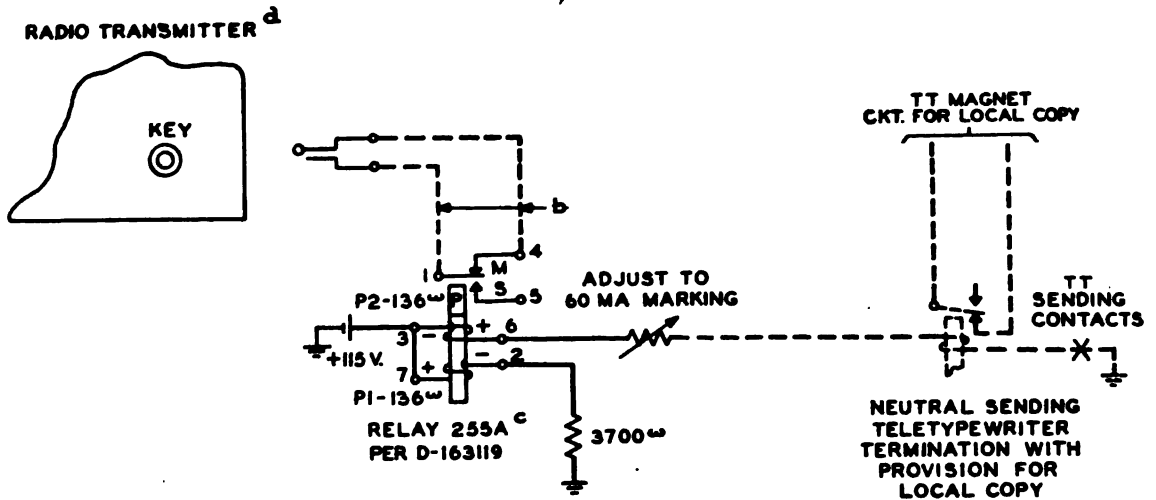 RADIO TRANSMITTER d
KEY
TT MAGNET
CKT. FOR LOCAL COPY
b
4
1
M
S
5
P2-136ω P
ADJUST TO
60 MA MARKING
TT
SENDING
CONTACTS
+ 6
3 -
+115 V.
- 2
7 +
P1-136ω
RELAY 255A c
PER D-163119
3700ω
NEUTRAL SENDING
TELETYPEWRITER
TERMINATION WITH
PROVISION FOR
LOCAL COPY